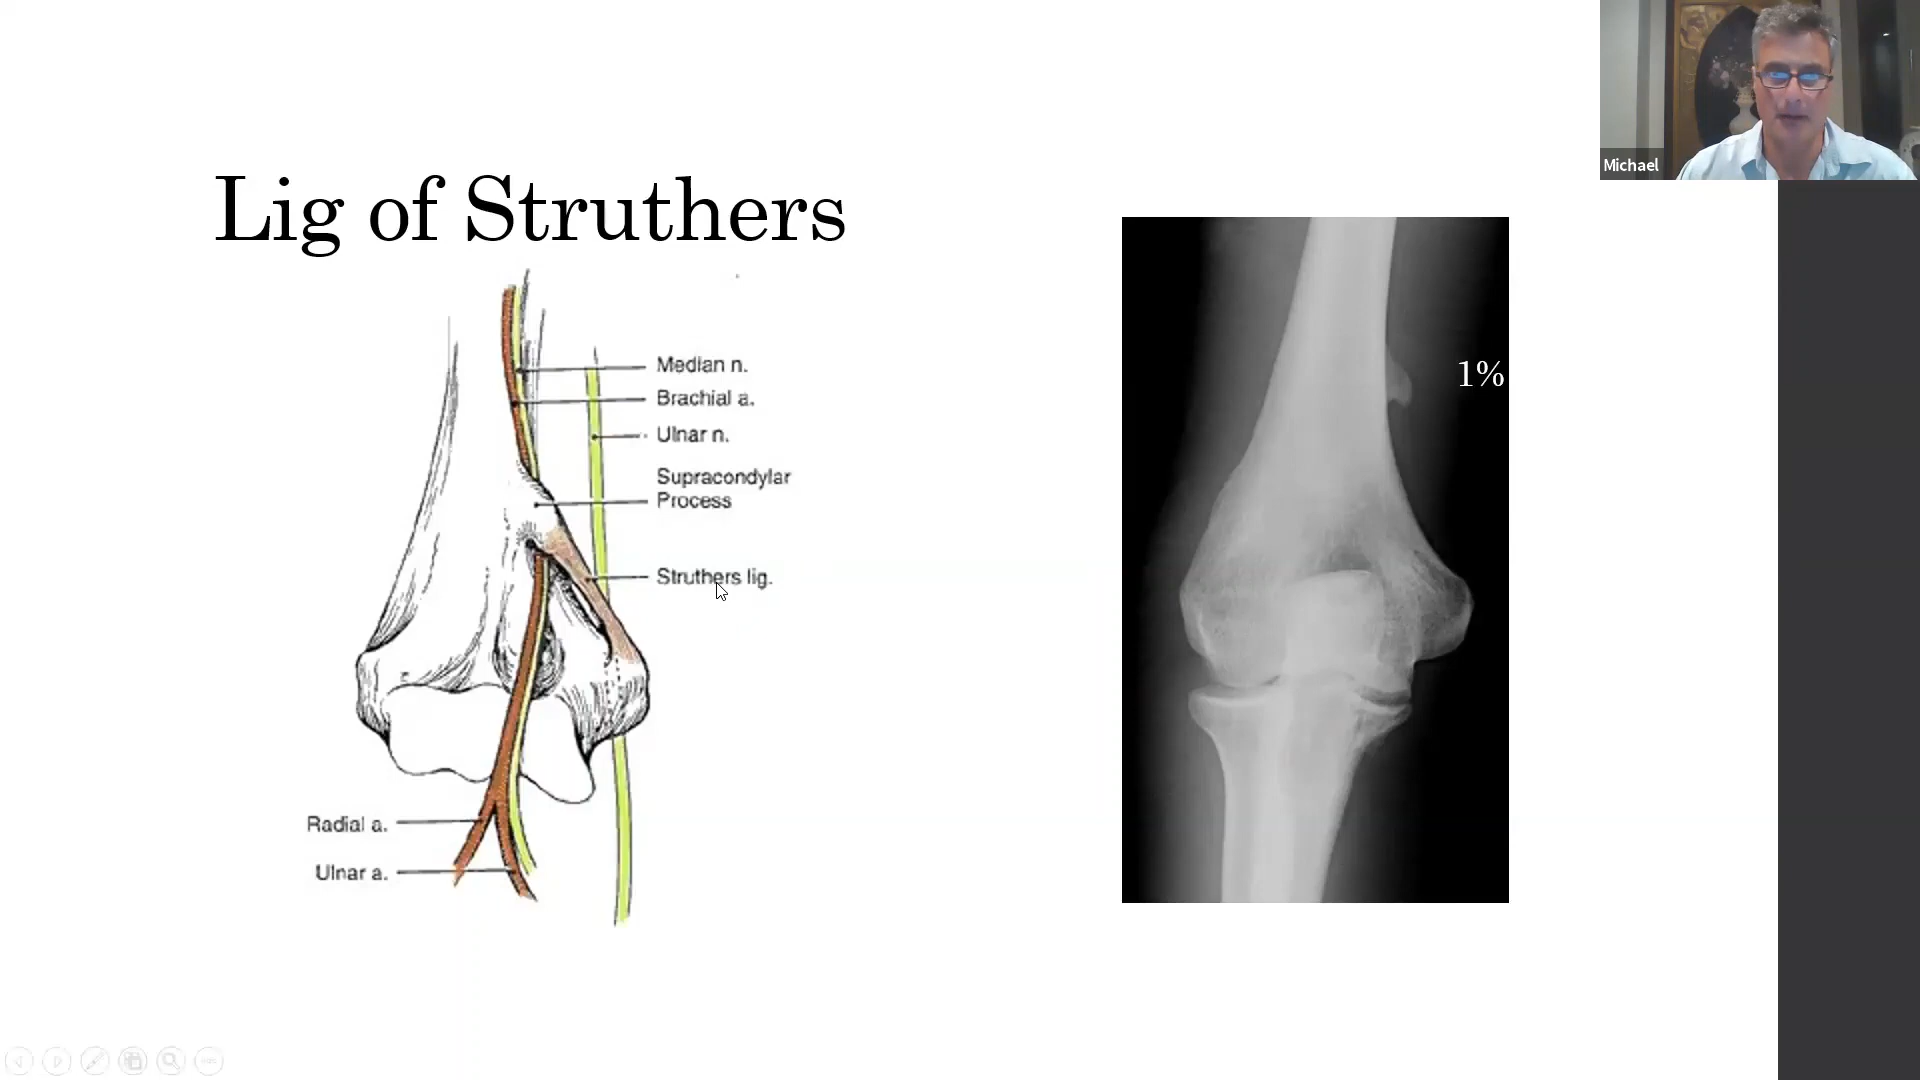 Michael
Lig of Struthers
Median n.
Brachial a.
Ulnar n.
Supracondylar
Process
Struthers lig.
Radial a.
Ulnar a.
1%